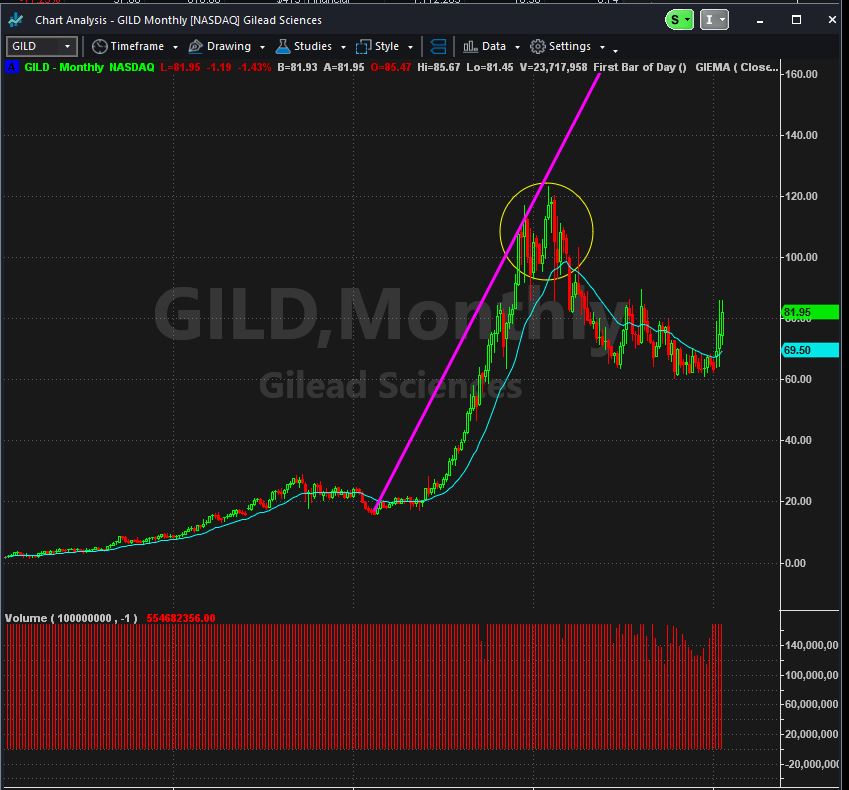 Chart Analysis - GILD Monthly [NASDAQ] Gilead Sciences
S
I
GILD
Timeframe
Drawing
Studies
Style
Data
Settings
A
GILD - Monthly NASDAQ L=81.95 -1.19 -1.43% B=81.93 A=81.95 O=85.47 Hi=85.67 Lo=81.45 V=23,717,958 First Bar of Day () GIEMA ( Close...
160.00
140.00
120.00
100.00
GILD,Monthly
Gilead Sciences
81.95
80.00
69.50
60.00
40.00
20.00
0.00
Volume ( 100000000 , -1 ) 554682356.00
140,000,00
100,000,00
60,000,000
20,000,000
-20,000,000